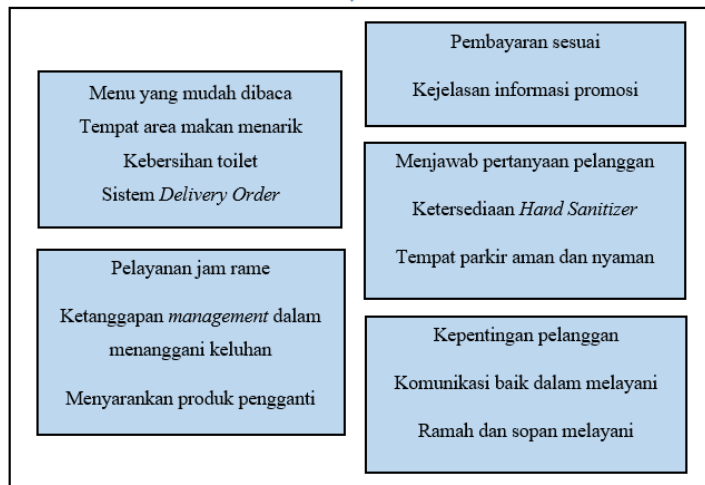 Menu yang mudah dibaca
Tempat area makan menarik
Kebersihan toilet
Sistem Delivery Order
Pelayanan jam rame
Ketanggapan management dalam
menanggani keluhan
Menyarankan produk pengganti
Pembayaran sesuai
Kejelasan informasi promosi
Menjawab pertanyaan pelanggan
Ketersediaan Hand Sanitizer
Tempat parkir aman dan nyaman
Kepentingan pelanggan
Komunikasi baik dalam melayani
Ramah dan sopan melayani